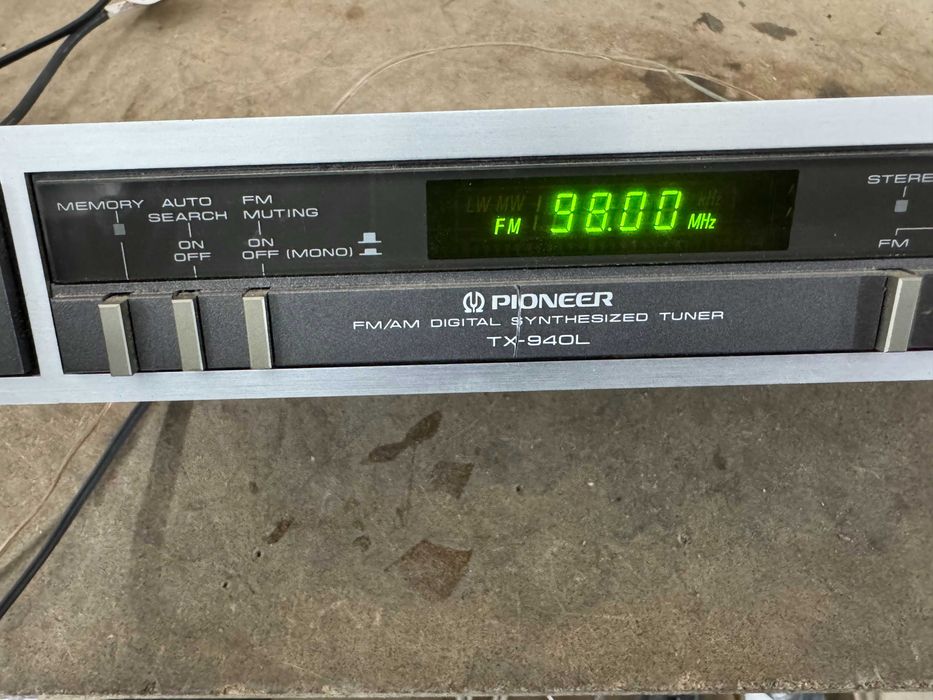 MEMORY
AUTO
SEARCH
ON
OFF
FM
MUTING
ON
OFF (MONO)
LW MW
kHz
FM 98.00 MHz
STERE
FM
PIONEER
FM/AM DIGITAL SYNTHESIZED TUNER
TX-940L